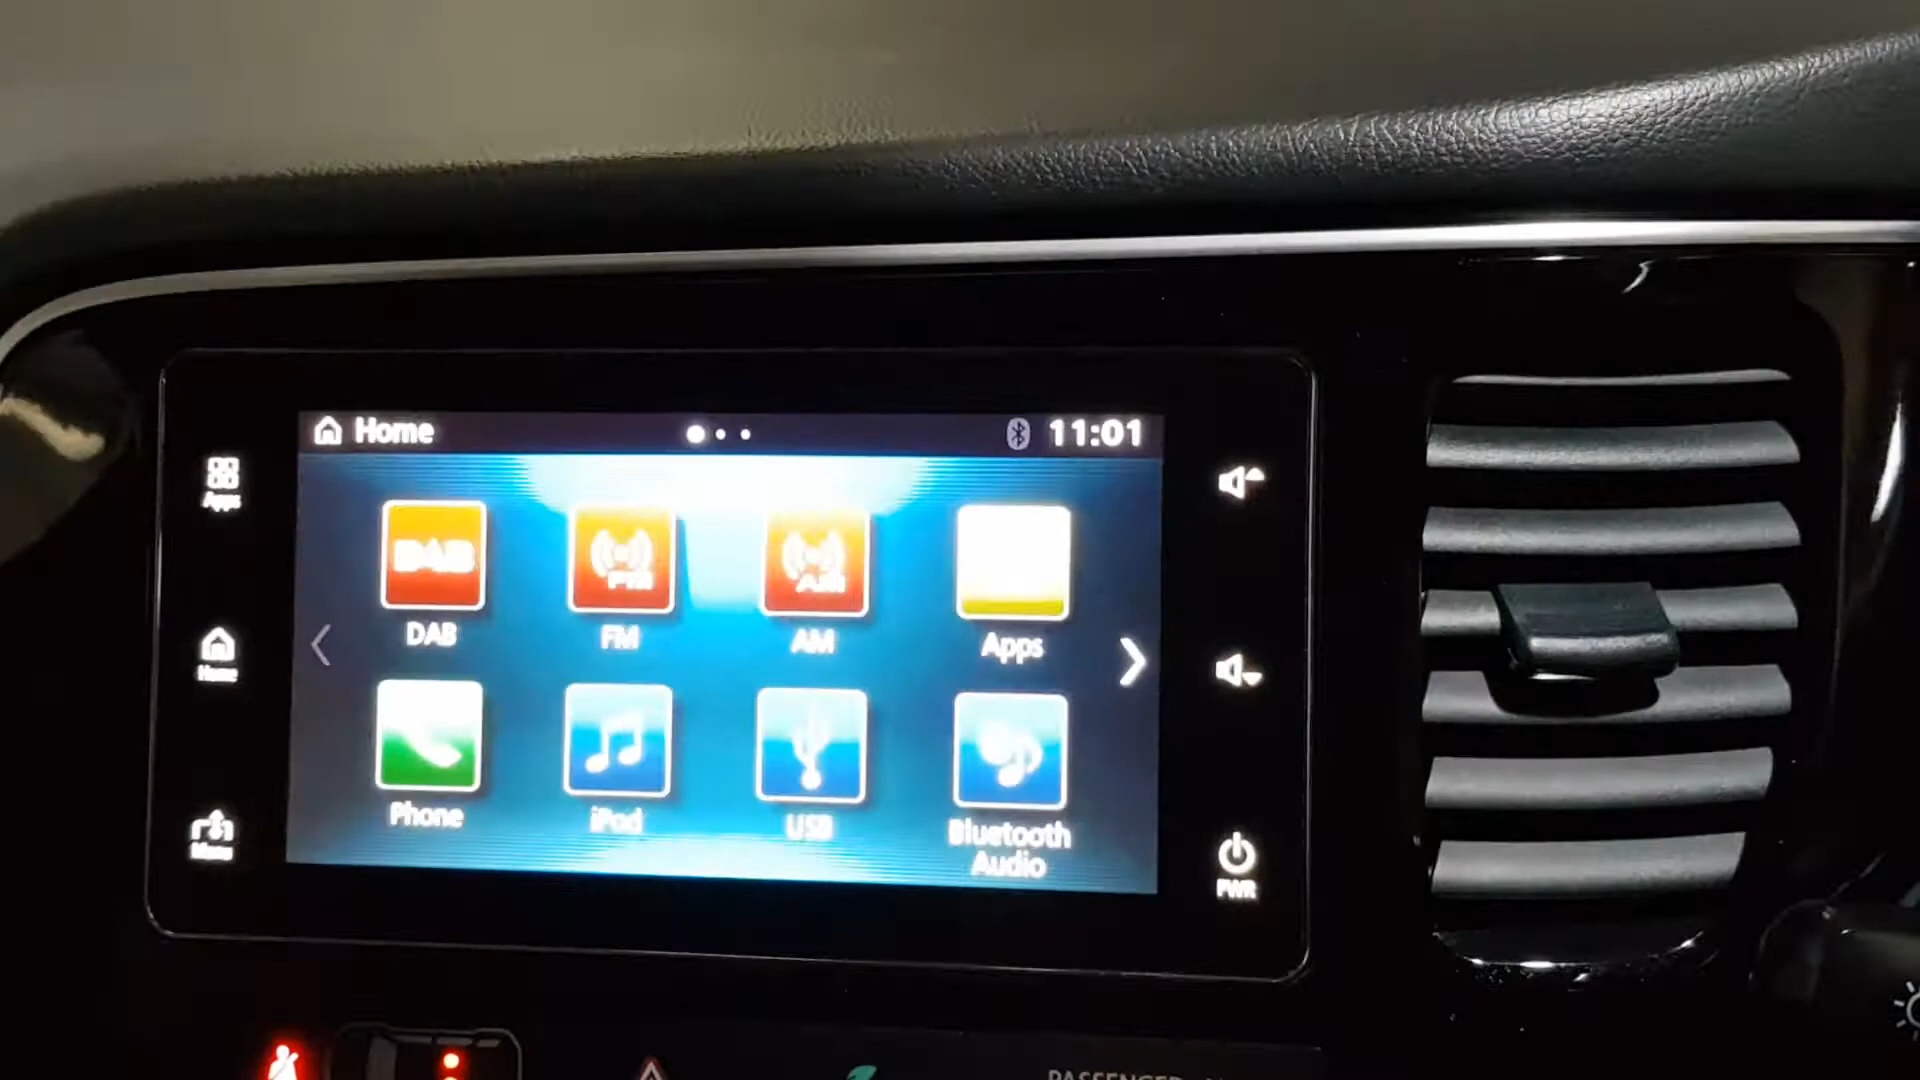 Home
11:01
Apps
DAB
FM
AM
DAB
FM
AM
Apps
Home
Phone
iPod
USB
Bluetooth
Audio
Menu
PWR
PASSENGER